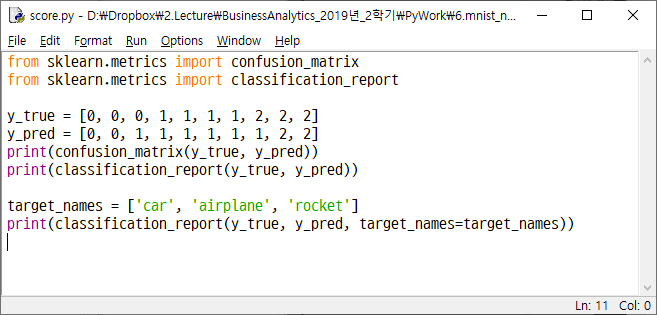 score.py - D:₩Dropbox₩2.Lecture₩BusinessAnalytics_2019년_2학기₩PyWork₩6.mnist_n...
File Edit Format Run Options Window Help
from sklearn.metrics import confusion_matrix
from sklearn.metrics import classification_report
y_true = [0, 0, 0, 1, 1, 1, 1, 2, 2, 2]
y_pred = [0, 0, 1, 1, 1, 1, 1, 1, 2, 2]
print(confusion_matrix(y_true, y_pred))
print(classification_report(y_true, y_pred))
target_names = ['car', 'airplane', 'rocket']
print(classification_report(y_true, y_pred, target_names=target_names))
Ln: 11 Col: 0